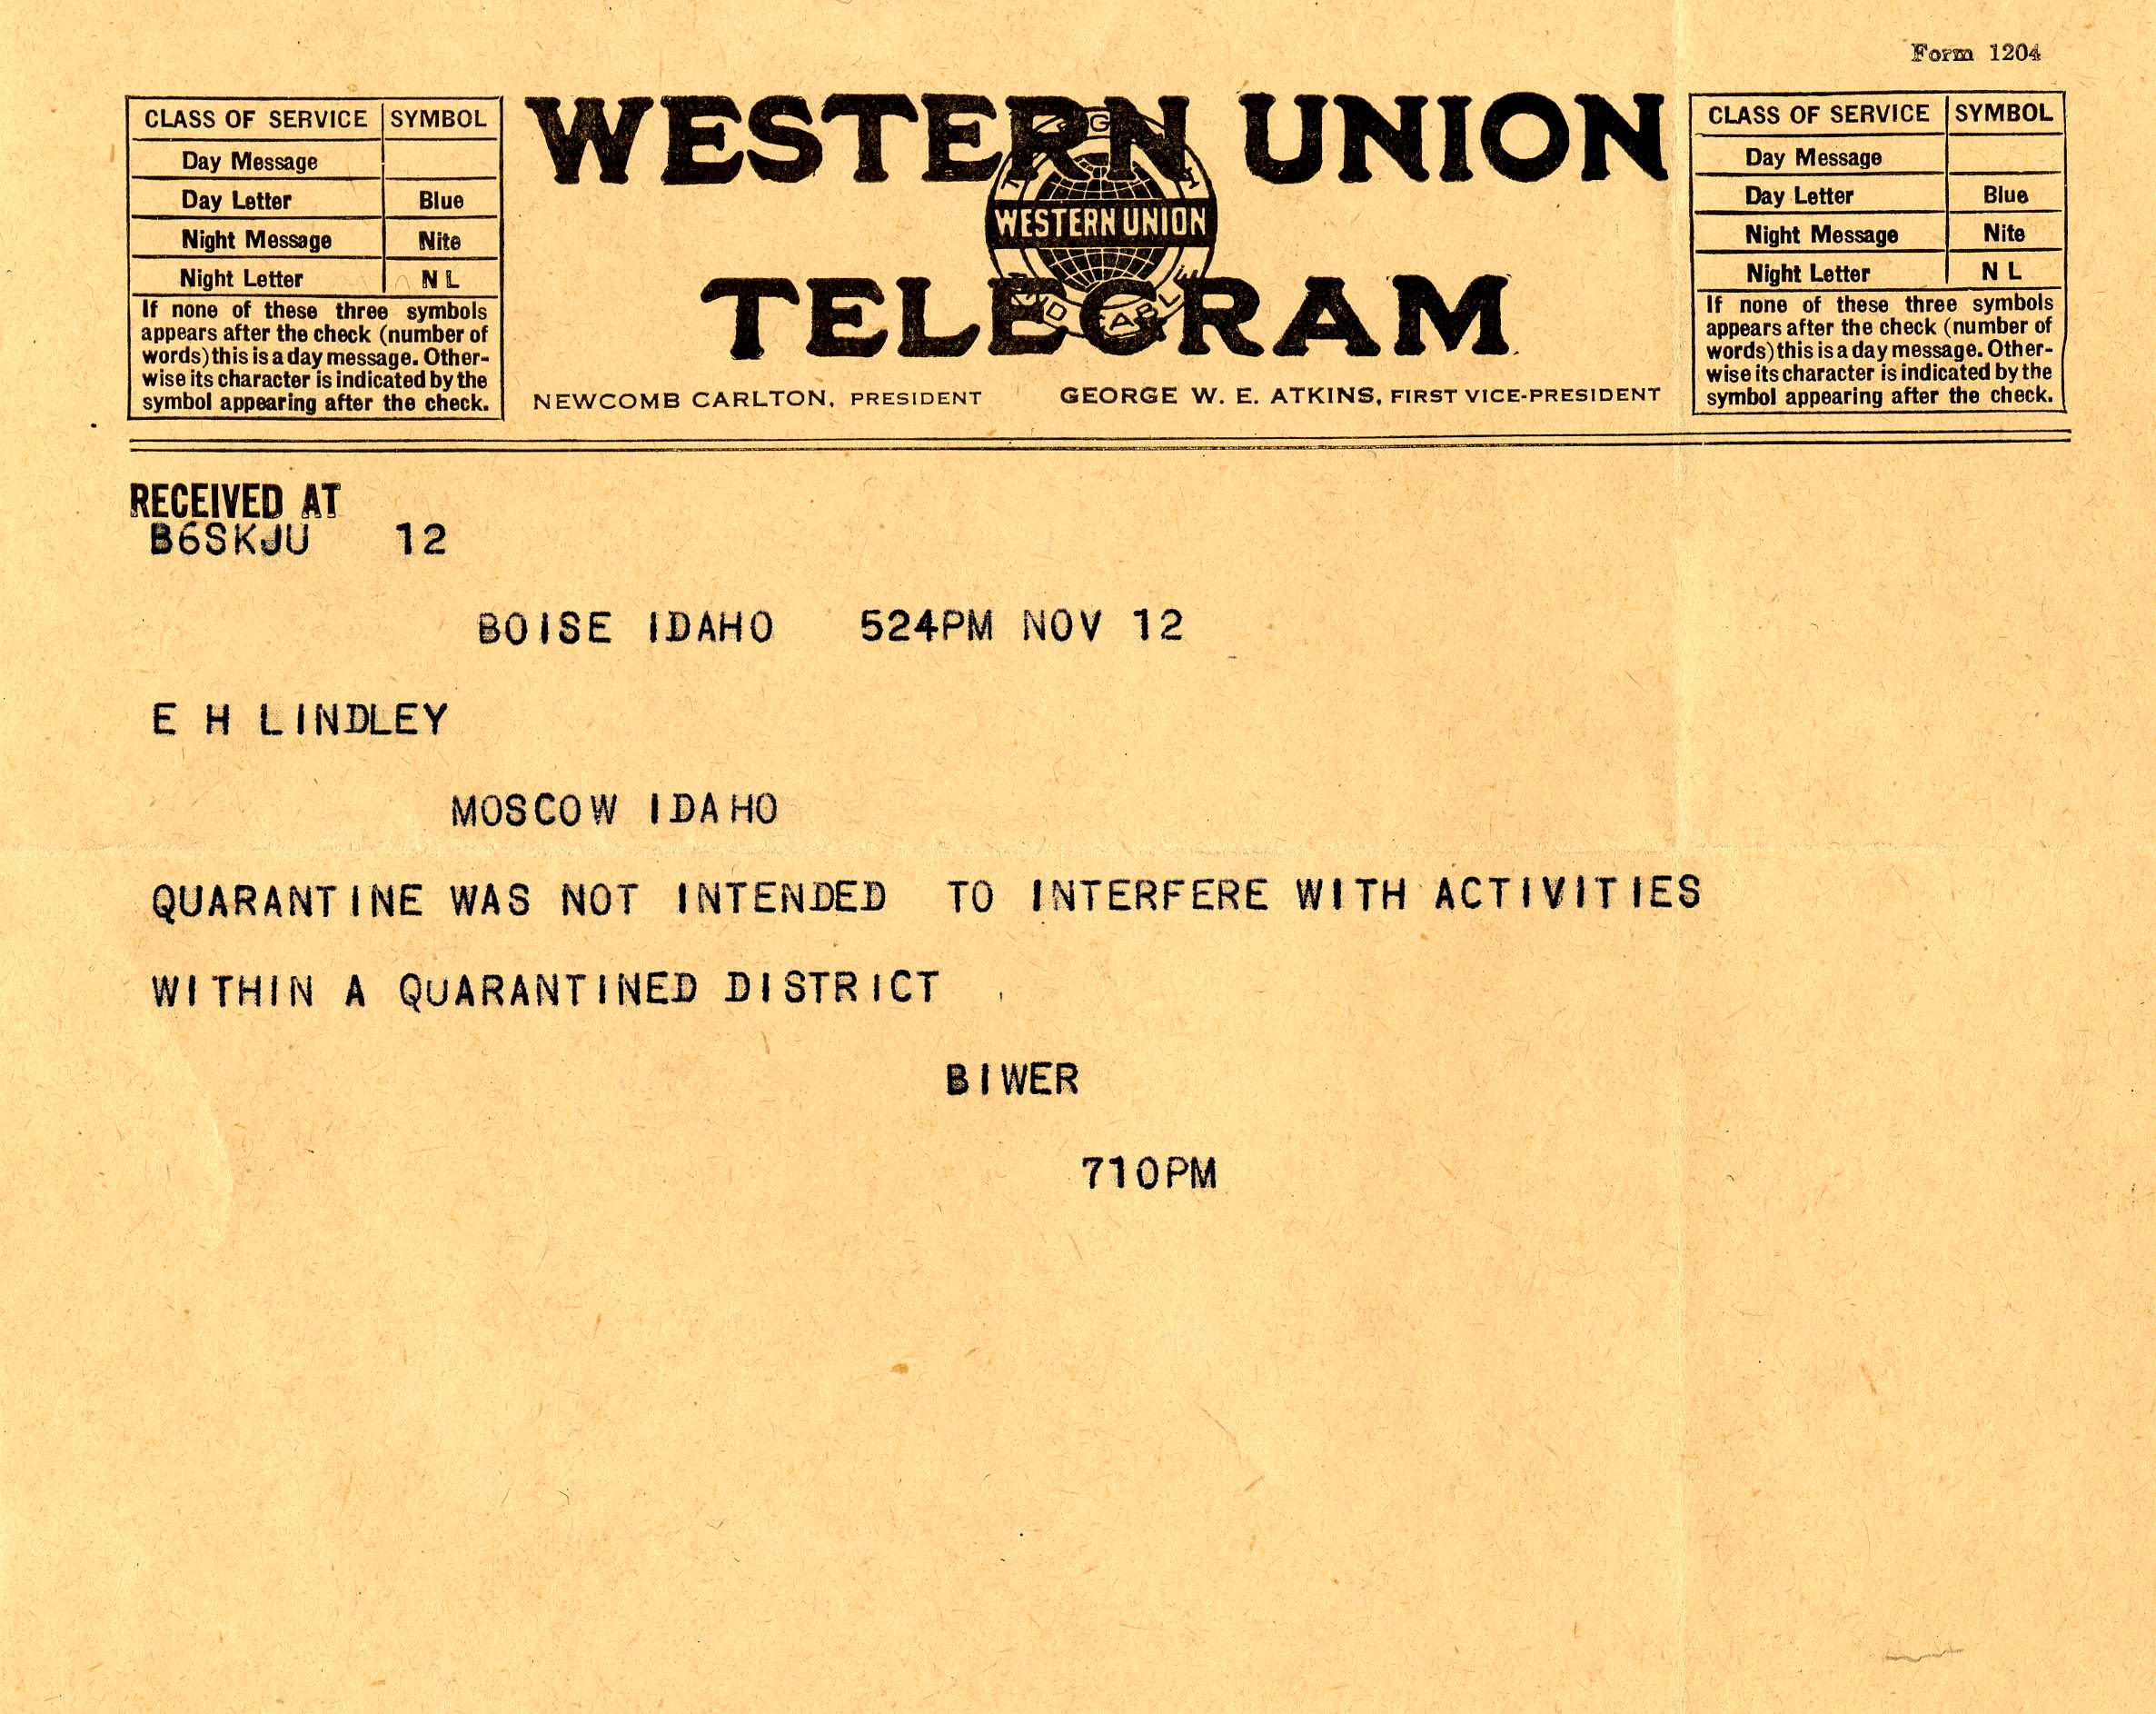 Form 1204
CLASS OF SERVICE SYMBOL
Day Message
Day Letter Blue
Night Message Nite
Night Letter N L
If none of these three symbols
appears after the check (number of
words) this is a day message. Other-
wise its character is indicated by the
symbol appearing after the check.
WESTERN UNION
WESTERN UNION
TELEGRAM
NEWCOMB CARLTON, PRESIDENT GEORGE W. E. ATKINS, FIRST VICE-PRESIDENT
CLASS OF SERVICE SYMBOL
Day Message
Day Letter Blue
Night Message Nite
Night Letter N L
If none of these three symbols
appears after the check (number of
words) this is a day message. Other-
wise its character is indicated by the
symbol appearing after the check.
RECEIVED AT
B6SKJU 12
BOISE IDAHO 524PM NOV 12
E H LINDLEY
MOSCOW IDAHO
QUARANTINE WAS NOT INTENDED TO INTERFERE WITH ACTIVITIES
WITHIN A QUARANTINED DISTRICT
BIWER
710PM